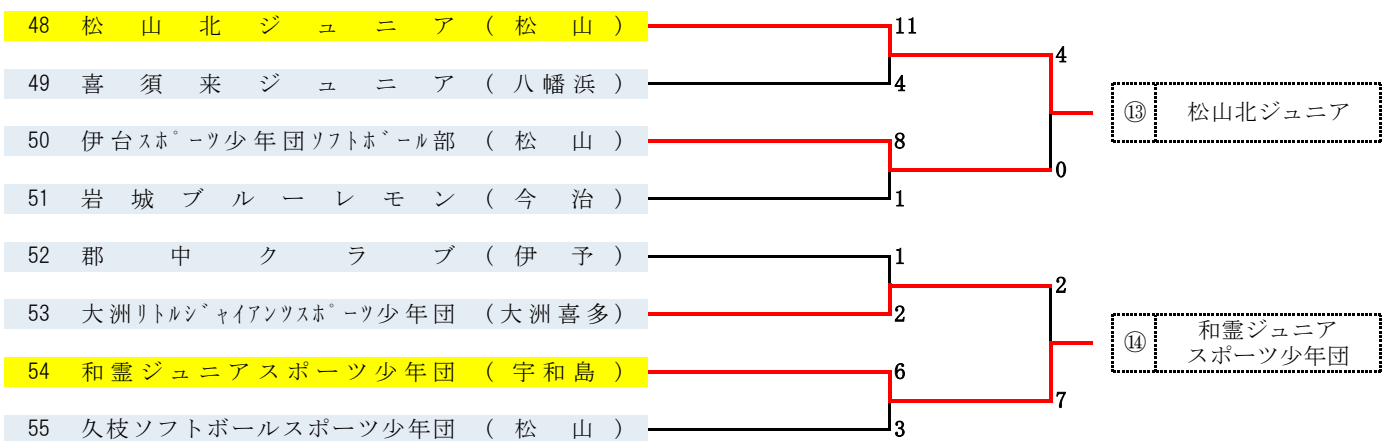 48 松山北ジュニア(松山) 11
4
49 喜須来ジュニア(八幡浜) 4
⑬ 松山北ジュニア
50 伊台スポーツ少年団ソフトボール部(松山) 8
0
51 岩城ブルーレモン(今治) 1
52 郡中クラブ(伊予) 1
2
53 大洲リトルジャイアンツスポーツ少年団(大洲喜多) 2
⑭ 和霊ジュニア
スポーツ少年団
54 和霊ジュニアスポーツ少年団(宇和島) 6
7
55 久枝ソフトボールスポーツ少年団(松山) 3